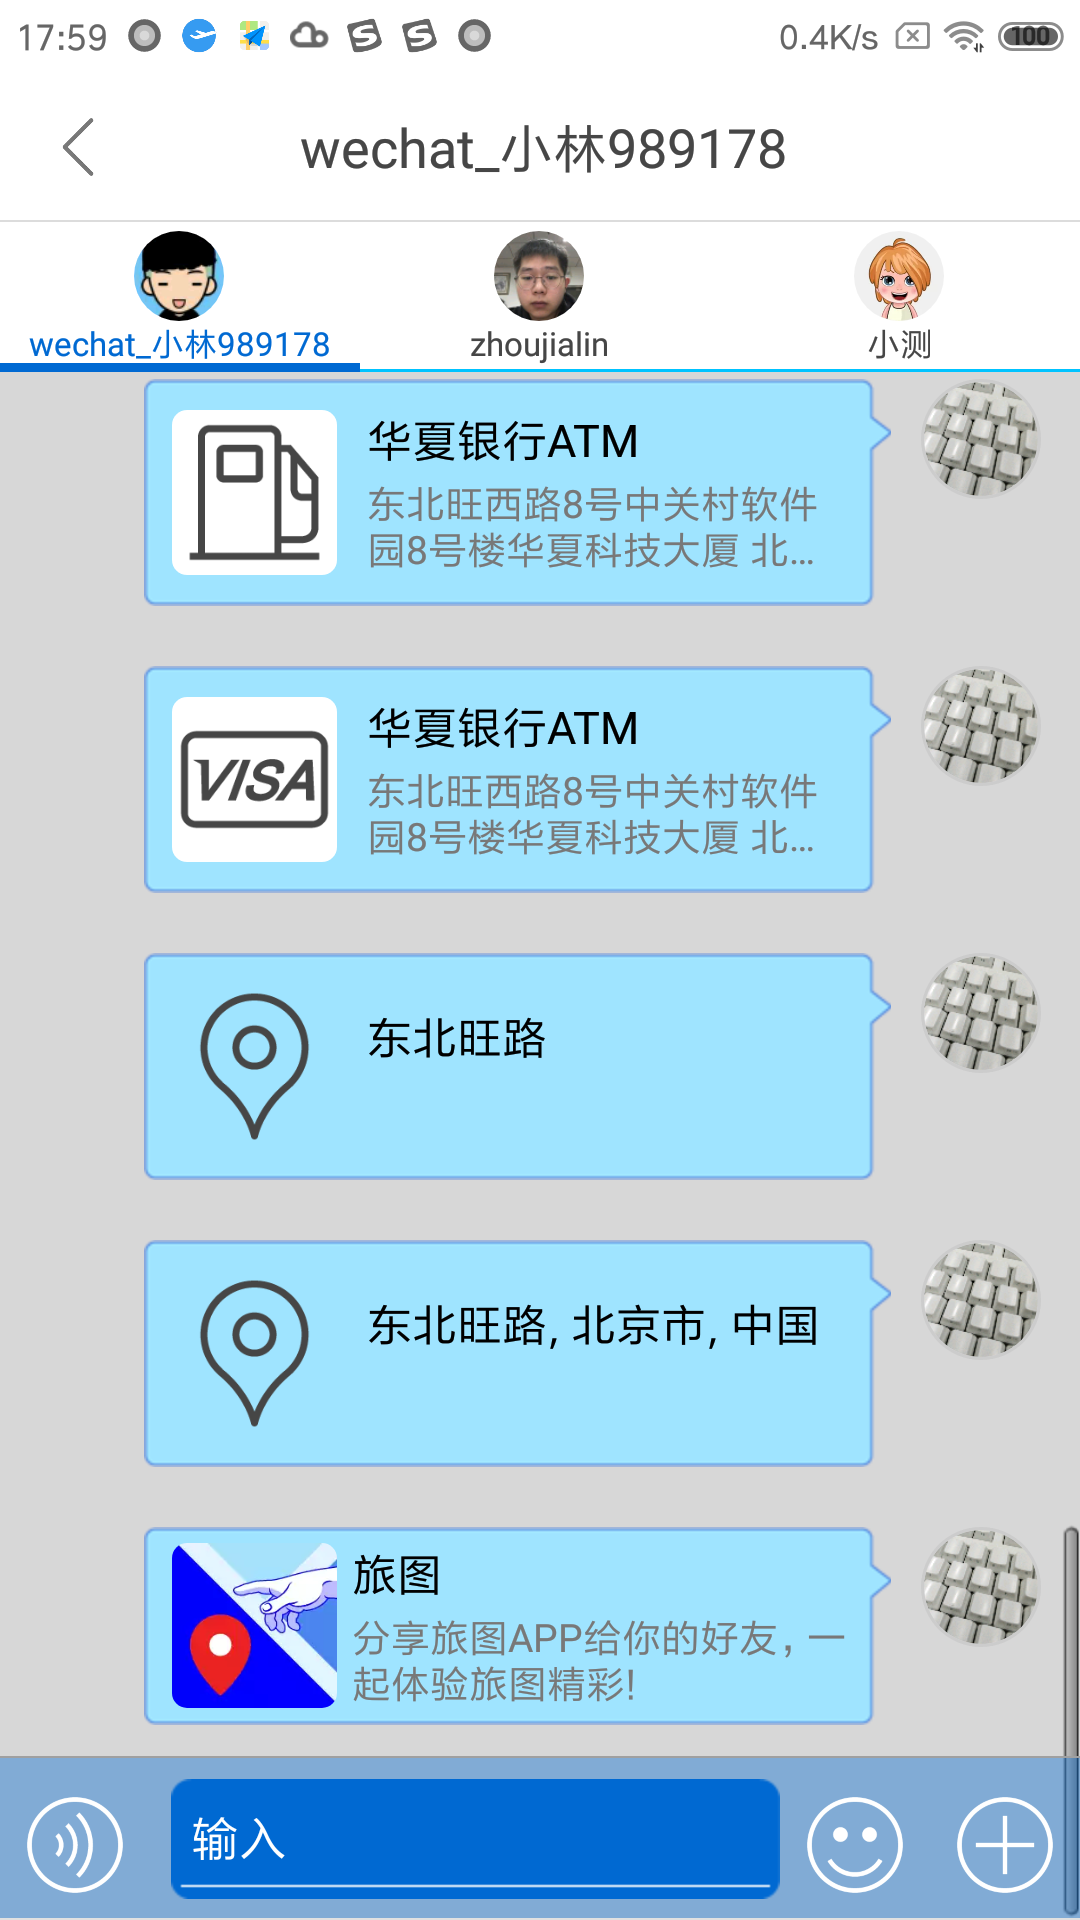 17:59
0.4K/s
100
wechat_小林989178
wechat_小林989178
zhoujialin
小测
华夏银行ATM
东北旺西路8号中关村软件
园8号楼华夏科技大厦 北...
VISA
华夏银行ATM
东北旺西路8号中关村软件
园8号楼华夏科技大厦 北...
东北旺路
东北旺路, 北京市, 中国
旅图
分享旅图APP给你的好友，一
起体验旅图精彩!
输入